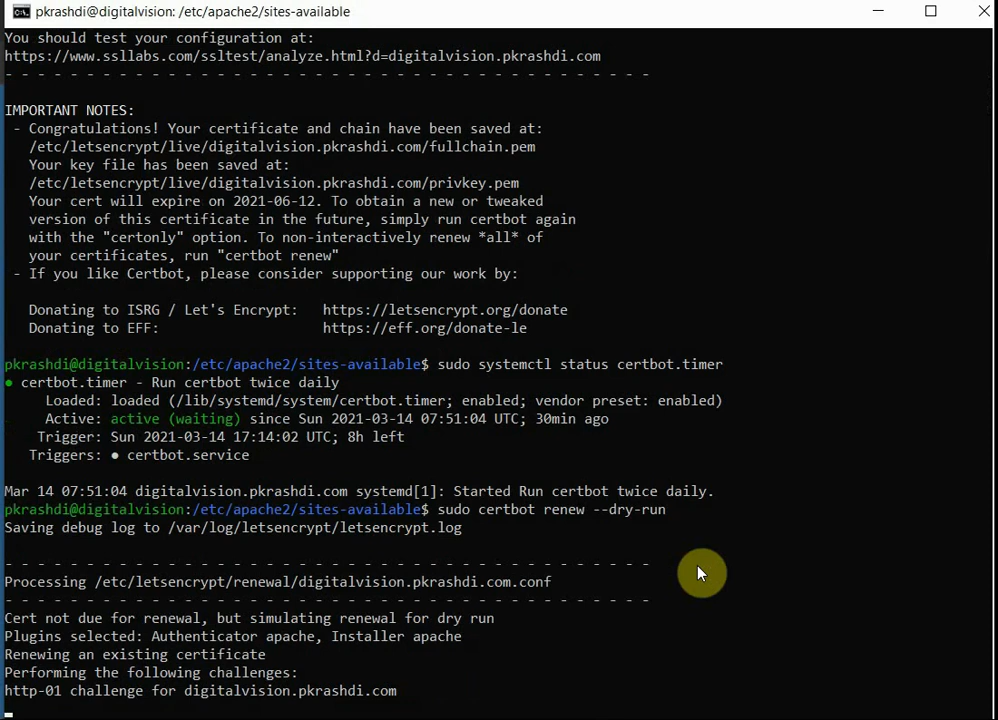 pkrashdi@digitalvision: /etc/apache2/sites-available
You should test your configuration at:
https://www.ssllabs.com/ssltest/analyze.html?d=digitalvision.pkrashdi.com
- - - - - - - - - - - - - - - - - - - - - - - - - - - - - - - - - - - - - - - -
IMPORTANT NOTES:
- Congratulations! Your certificate and chain have been saved at:
/etc/letsencrypt/live/digitalvision.pkrashdi.com/fullchain.pem
Your key file has been saved at:
/etc/letsencrypt/live/digitalvision.pkrashdi.com/privkey.pem
Your cert will expire on 2021-06-12. To obtain a new or tweaked
version of this certificate in the future, simply run certbot again
with the "certonly" option. To non-interactively renew *all* of
your certificates, run "certbot renew"
- If you like Certbot, please consider supporting our work by:
Donating to ISRG / Let's Encrypt: https://letsencrypt.org/donate
Donating to EFF: https://eff.org/donate-le
pkrashdi@digitalvision:/etc/apache2/sites-available$ sudo systemctl status certbot.timer
● certbot.timer - Run certbot twice daily
Loaded: loaded (/lib/systemd/system/certbot.timer; enabled; vendor preset: enabled)
Active: active (waiting) since Sun 2021-03-14 07:51:04 UTC; 30min ago
Trigger: Sun 2021-03-14 17:14:02 UTC; 8h left
Triggers: ● certbot.service
Mar 14 07:51:04 digitalvision.pkrashdi.com systemd[1]: Started Run certbot twice daily.
pkrashdi@digitalvision:/etc/apache2/sites-available$ sudo certbot renew --dry-run
Saving debug log to /var/log/letsencrypt/letsencrypt.log
- - - - - - - - - - - - - - - - - - - - - - - - - - - - - - - - - - - - - - - -
Processing /etc/letsencrypt/renewal/digitalvision.pkrashdi.com.conf
- - - - - - - - - - - - - - - - - - - - - - - - - - - - - - - - - - - - - - - -
Cert not due for renewal, but simulating renewal for dry run
Plugins selected: Authenticator apache, Installer apache
Renewing an existing certificate
Performing the following challenges:
http-01 challenge for digitalvision.pkrashdi.com